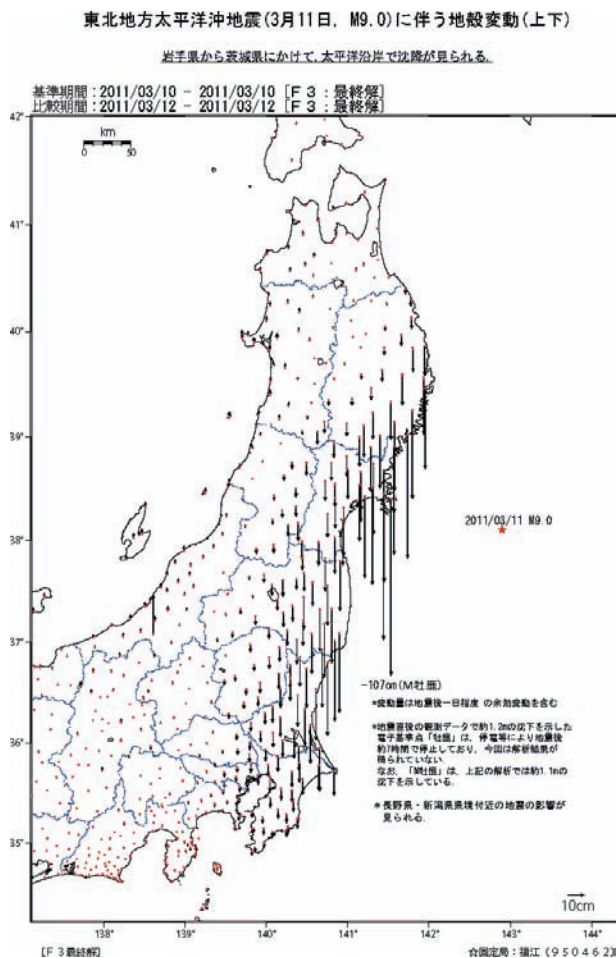 東北地方太平洋沖地震(3月11日, M9.0)に伴う地殻変動(上下)
岩手県から茨城県にかけて、太平洋沿岸で沈降が見られる。
基準期間:2011/03/10 - 2011/03/10 [F3:最終解]
比較期間:2011/03/12 - 2011/03/12 [F3:最終解]
42°
km
0 50
41°
40°
39°
2011/03/11 M9.0
38°
37°
-107cm(M牡鹿)
*変動量は地震後一日程度の余効変動を含む
*地震直後の観測データで約1.2mの沈下を示した
電子基準点「牡鹿」は、停電等により地震後
約7時間で停止しており、今回は解析結果が
得られていない.
なお、「M牡鹿」は、上記の解析では約1.1mの
沈下を示している.
36°
*長野県・新潟県県境付近の地震の影響が
見られる.
35°
10cm
138° 139° 140° 141° 142° 143° 144°
[F3最終解]
☆固定局:福江(950462)